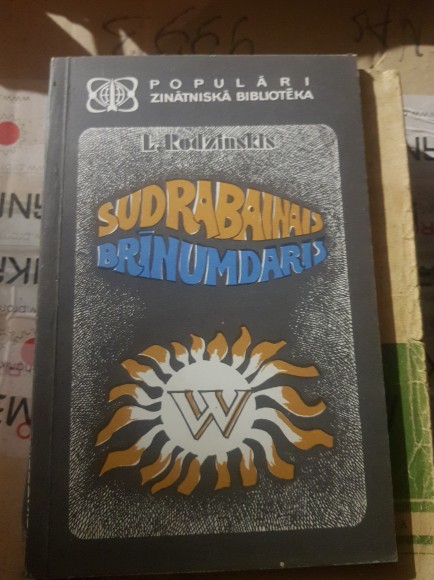 POPULĀRI
ZINĀTNISKĀ BIBLIOTĒKA
L. Rodzinskis
SUDRABAINAIS
BRĪNUMDARIS
W